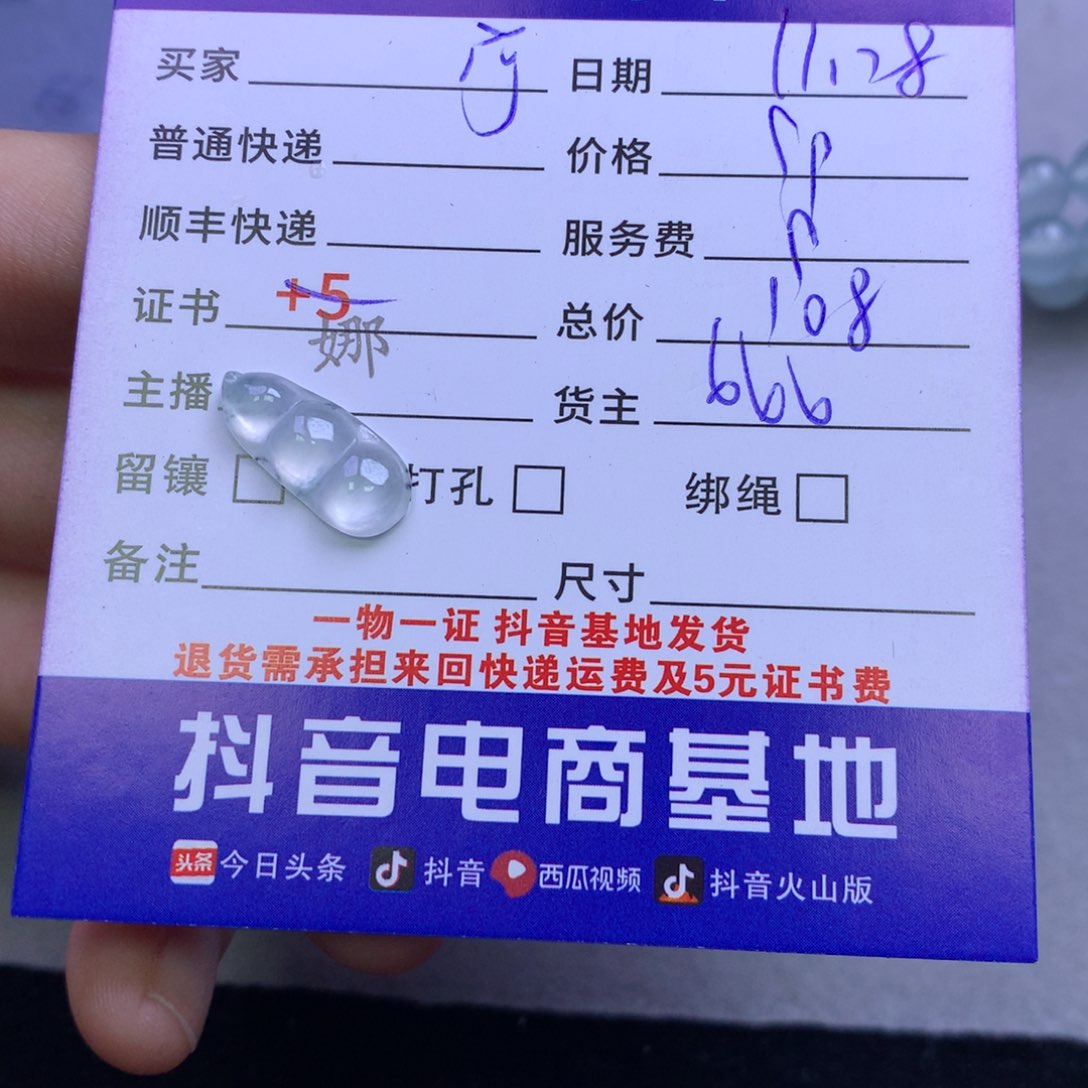 买家 日期 11.28
普通快递 价格
顺丰快递 服务费
证书 +5 总价 108
娜
主播 货主 666
留镶 打孔 绑绳
备注 尺寸
一物一证 抖音基地发货
退货需承担来回快递运费及5元证书费
抖音电商基地
头条 今日头条 抖音 西瓜视频 抖音火山版